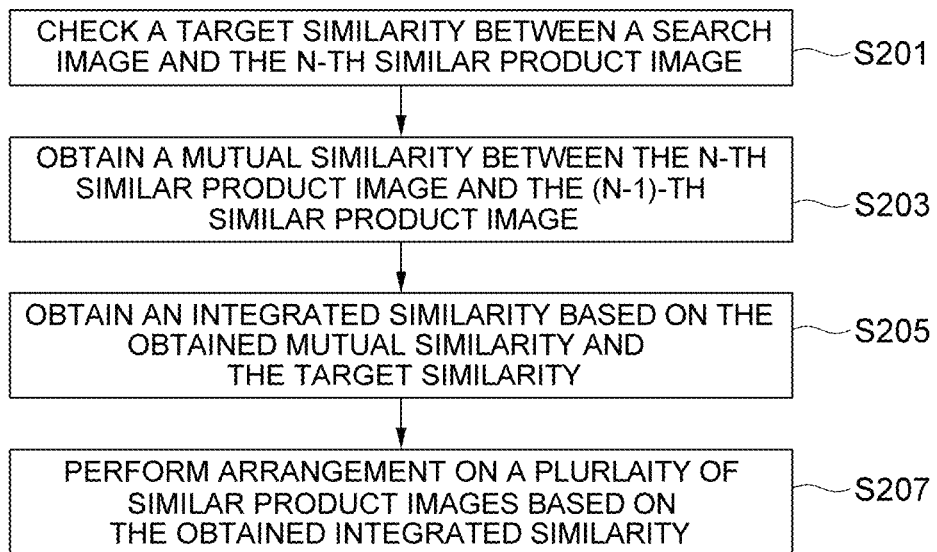 CHECK A TARGET SIMILARITY BETWEEN A SEARCH
IMAGE AND THE N-TH SIMILAR PRODUCT IMAGE
S201
OBTAIN A MUTUAL SIMILARITY BETWEEN THE N-TH
SIMILAR PRODUCT IMAGE AND THE (N-1)-TH
SIMILAR PRODUCT IMAGE
S203
OBTAIN AN INTEGRATED SIMILARITY BASED ON THE
OBTAINED MUTUAL SIMILARITY AND
THE TARGET SIMILARITY
S205
PERFORM ARRANGEMENT ON A PLURLAITY OF
SIMILAR PRODUCT IMAGES BASED ON
THE OBTAINED INTEGRATED SIMILARITY
S207